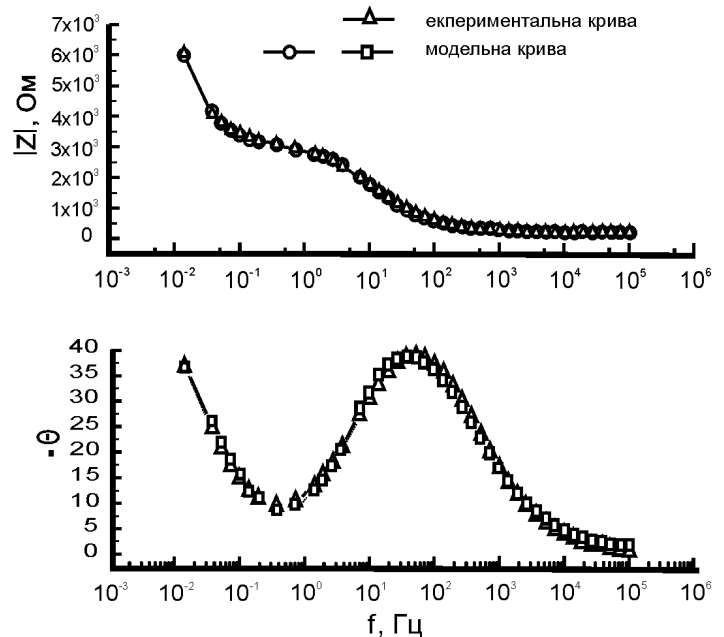 екпериментальна крива
модельна крива
|Z|, Ом
7x10³
6x10³
5x10³
4x10³
3x10³
2x10³
1x10³
0
10⁻³ 10⁻² 10⁻¹ 10⁰ 10¹ 10² 10³ 10⁴ 10⁵ 10⁶
-Θ
40
35
30
25
20
15
10
5
0
10⁻³ 10⁻² 10⁻¹ 10⁰ 10¹ 10² 10³ 10⁴ 10⁵ 10⁶
f, Гц